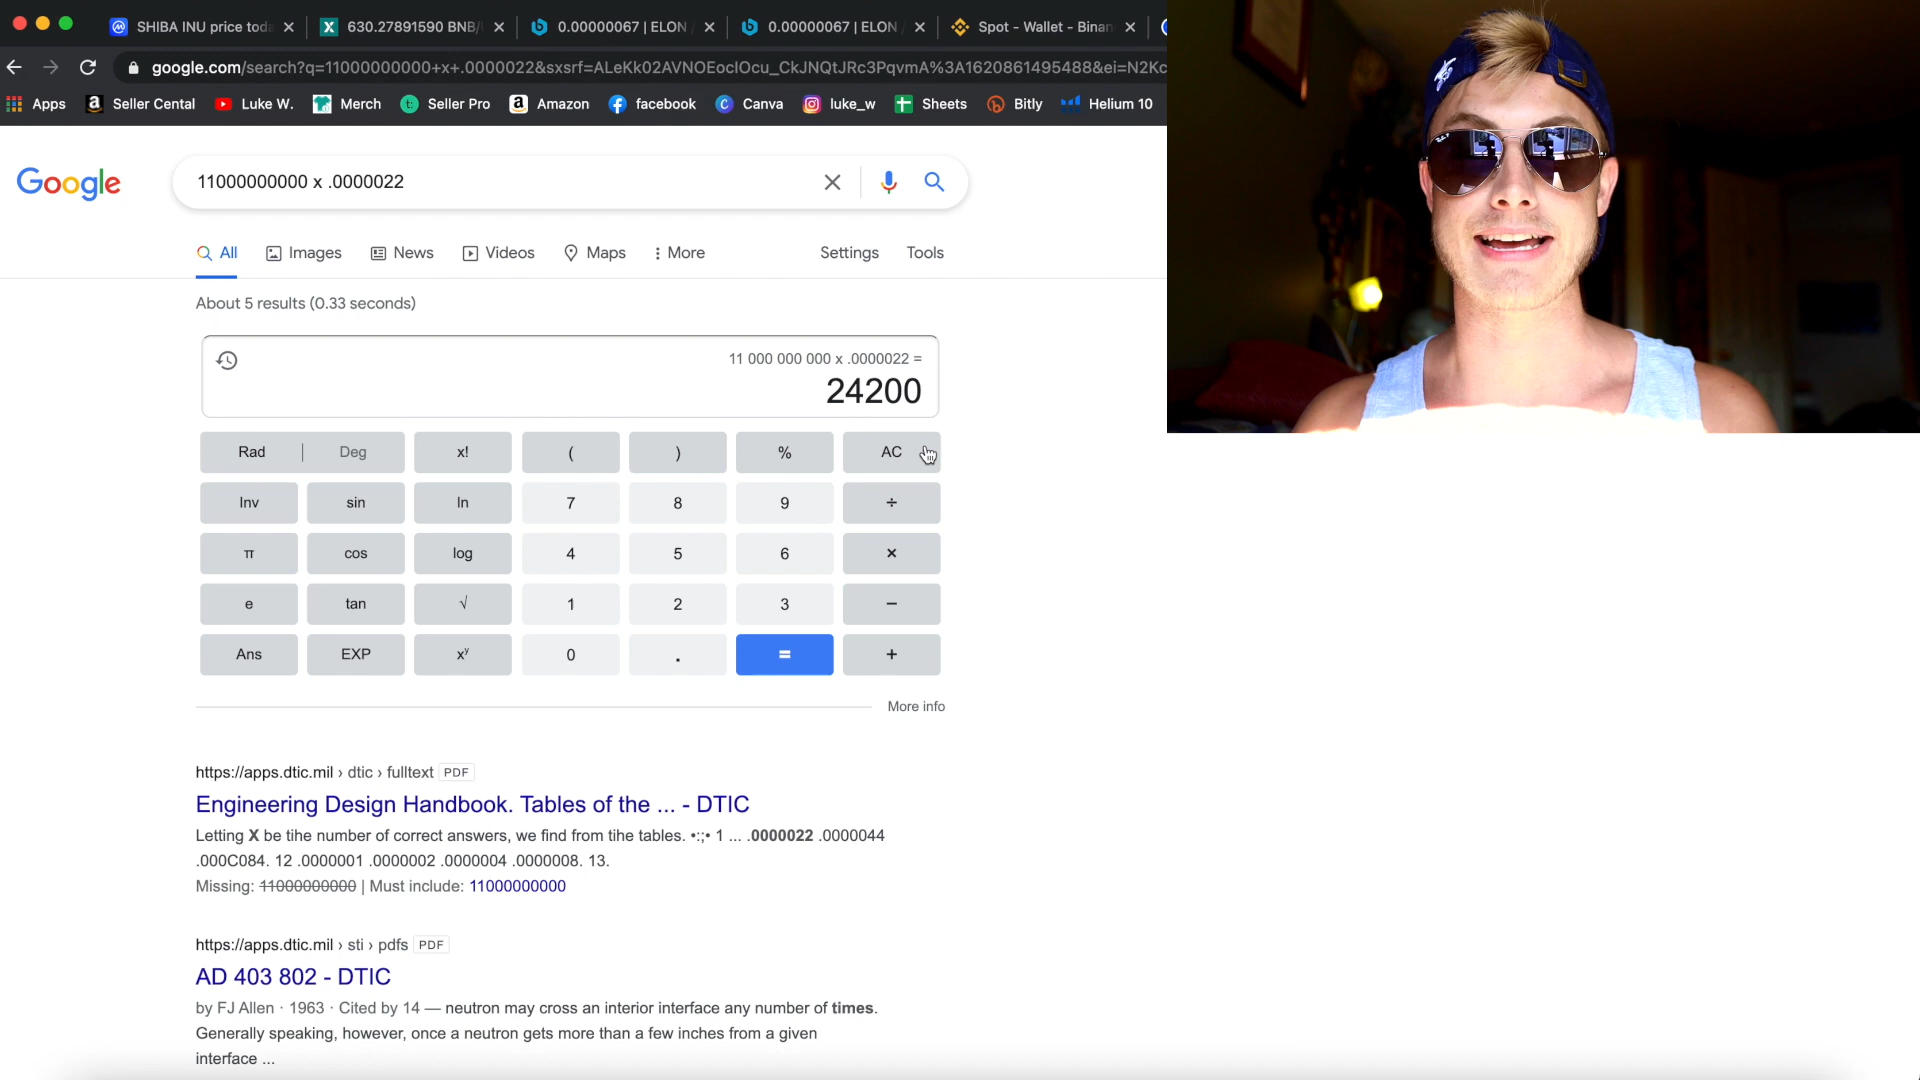 SHIBA INU price toda
630.27891590 BNB/
0.00000067 | ELON
0.00000067 | ELON
Spot - Wallet - Binan
google.com/search?q=11000000000+x+.0000022&sxsrf=ALeKk02AVNOEoclOcu_CkJNQtJRc3PqvmA%3A1620861495488&ei=N2Kc
Apps
Seller Cental
Luke W.
Merch
Seller Pro
Amazon
facebook
Canva
luke_w
Sheets
Bitly
Helium 10
Google
11000000000 x .0000022
All
Images
News
Videos
Maps
More
Settings
Tools
About 5 results (0.33 seconds)
11 000 000 000 x .0000022 =
24200
Rad | Deg x! ( ) % AC
Inv sin ln 7 8 9 ÷
π cos log 4 5 6 ×
e tan √ 1 2 3 −
Ans EXP xʸ 0 . = +
More info
https://apps.dtic.mil › dtic › fulltext PDF
Engineering Design Handbook. Tables of the ... - DTIC
Letting X be tihe number of correct answers, we find from tihe tables. •:;• 1 ... .0000022 .0000044
.000C084. 12 .0000001 .0000002 .0000004 .0000008. 13.
Missing: 11000000000 | Must include: 11000000000
https://apps.dtic.mil › sti › pdfs PDF
AD 403 802 - DTIC
by FJ Allen · 1963 · Cited by 14 — neutron may cross an interior interface any number of times.
Generally speaking, however, once a neutron gets more than a few inches from a given
interface ...